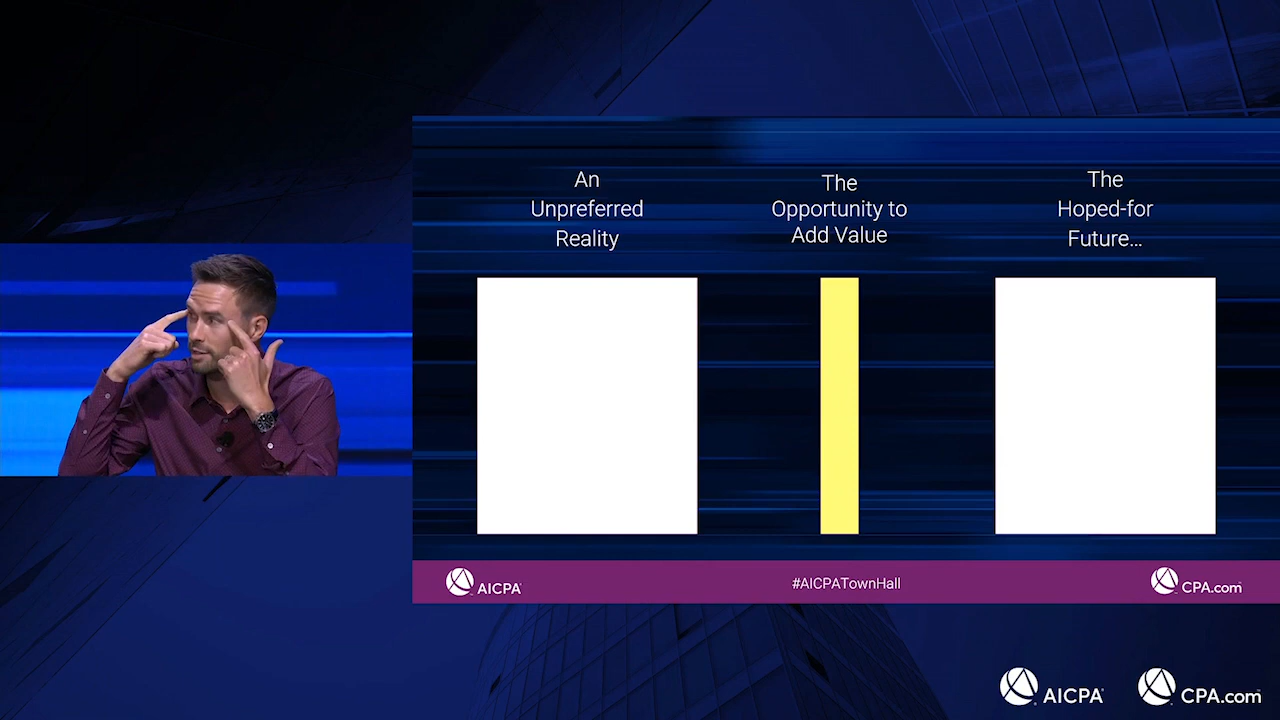 An
Unpreferred
Reality
The
Opportunity to
Add Value
The
Hoped-for
Future...
AICPA
#AICPATownHall
CPA.com
AICPA
CPA.com